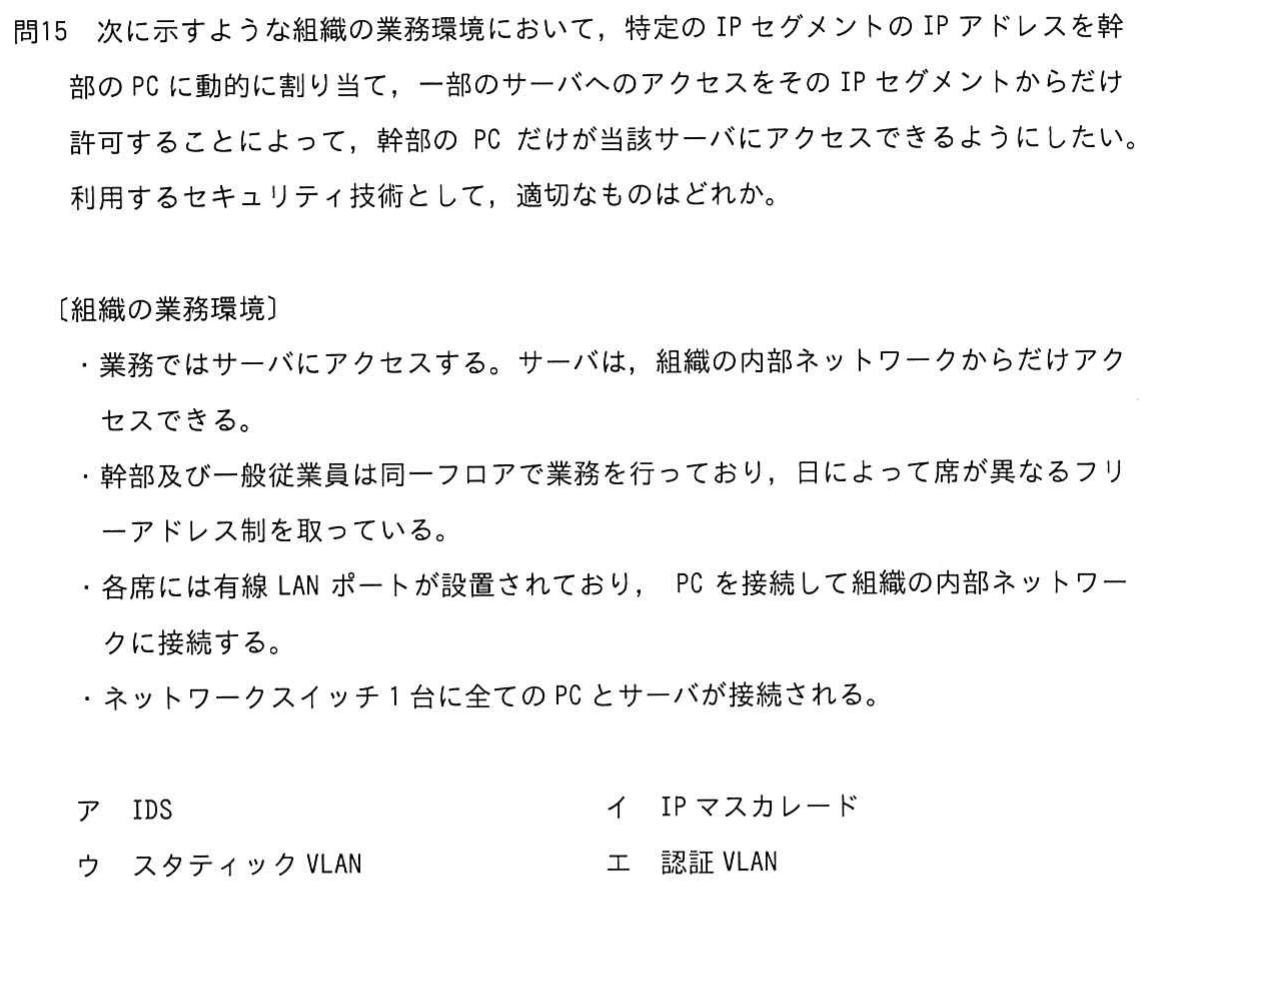 問15 次に示すような組織の業務環境において，特定の IP セグメントの IP アドレスを幹
部の PC に動的に割り当て，一部のサーバへのアクセスをその IP セグメントからだけ
許可することによって，幹部の PC だけが当該サーバにアクセスできるようにしたい。
利用するセキュリティ技術として，適切なものはどれか。
〔組織の業務環境〕
・業務ではサーバにアクセスする。サーバは，組織の内部ネットワークからだけアク
セスできる。
・幹部及び一般従業員は同一フロアで業務を行っており，日によって席が異なるフリ
ーアドレス制を取っている。
・各席には有線 LAN ポートが設置されており， PC を接続して組織の内部ネットワー
クに接続する。
・ネットワークスイッチ 1 台に全ての PC とサーバが接続される。
ア IDS イ IP マスカレード
ウ スタティック VLAN エ 認証 VLAN